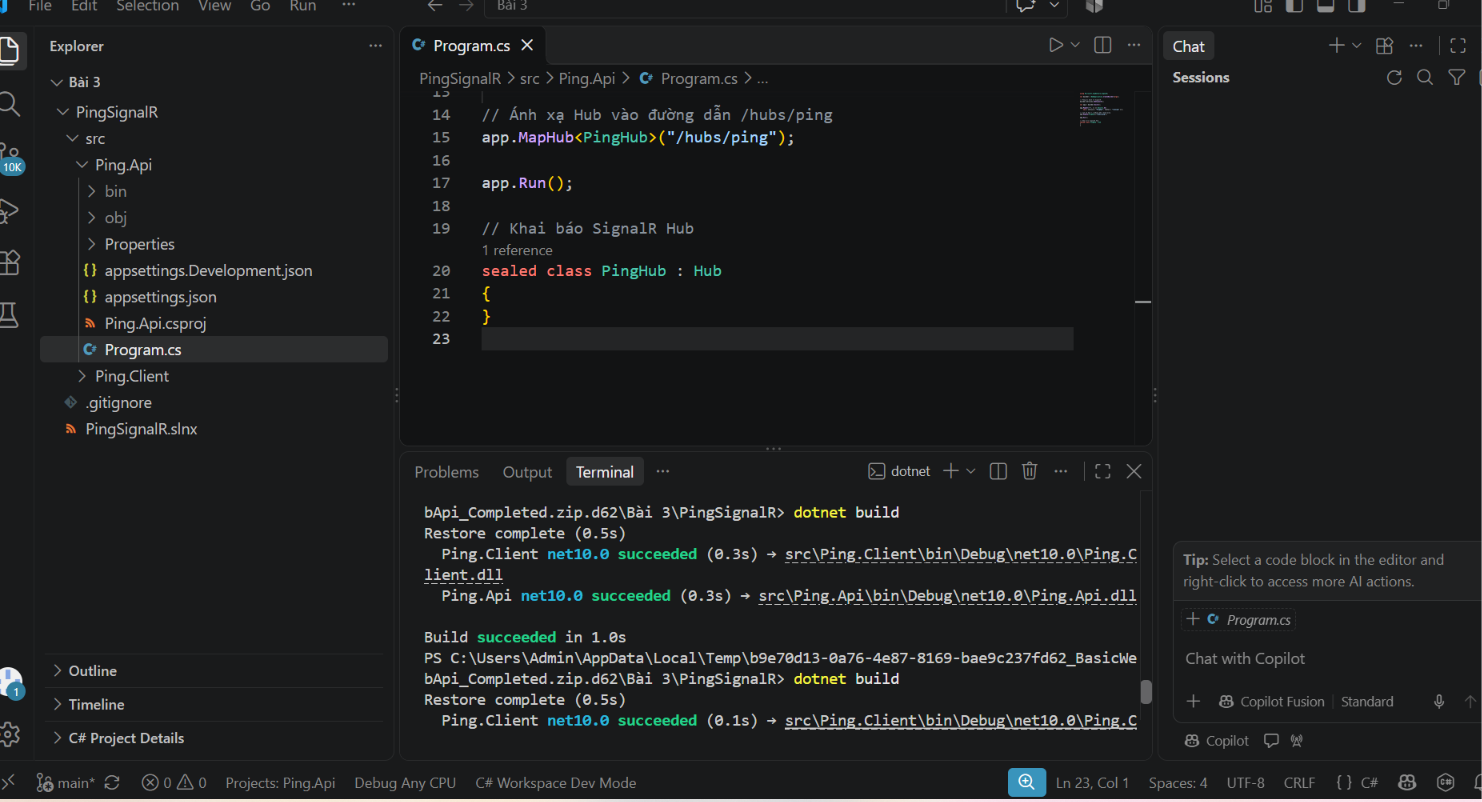 File Edit Selection View Go Run ···
Bài 3
Explorer
Bài 3
PingSignalR
src
Ping.Api
bin
obj
Properties
{} appsettings.Development.json
{} appsettings.json
Ping.Api.csproj
C# Program.cs
Ping.Client
.gitignore
PingSignalR.slnx
10K
1
Outline
Timeline
C# Project Details
C# Program.cs
PingSignalR > src > Ping.Api > C# Program.cs > ...
13
14 // Ánh xạ Hub vào đường dẫn /hubs/ping
15 app.MapHub<PingHub>("/hubs/ping");
16
17 app.Run();
18
19 // Khai báo SignalR Hub
1 reference
20 sealed class PingHub : Hub
21 {
22 }
23
Problems Output Terminal ··· dotnet
bApi_Completed.zip.d62\Bài 3\PingSignalR> dotnet build
Restore complete (0.5s)
Ping.Client net10.0 succeeded (0.3s) → src\Ping.Client\bin\Debug\net10.0\Ping.C
lient.dll
Ping.Api net10.0 succeeded (0.3s) → src\Ping.Api\bin\Debug\net10.0\Ping.Api.dll
Build succeeded in 1.0s
PS C:\Users\Admin\AppData\Local\Temp\b9e70d13-0a76-4e87-8169-bae9c237fd62_BasicWe
bApi_Completed.zip.d62\Bài 3\PingSignalR> dotnet build
Restore complete (0.5s)
Ping.Client net10.0 succeeded (0.1s) → src\Ping.Client\bin\Debug\net10.0\Ping.C
Chat
Sessions
Tip: Select a code block in the editor and
right-click to access more AI actions.
C# Program.cs
Chat with Copilot
Copilot Fusion Standard
Copilot
main* 0 0 Projects: Ping.Api Debug Any CPU C# Workspace Dev Mode Ln 23, Col 1 Spaces: 4 UTF-8 CRLF {} C#